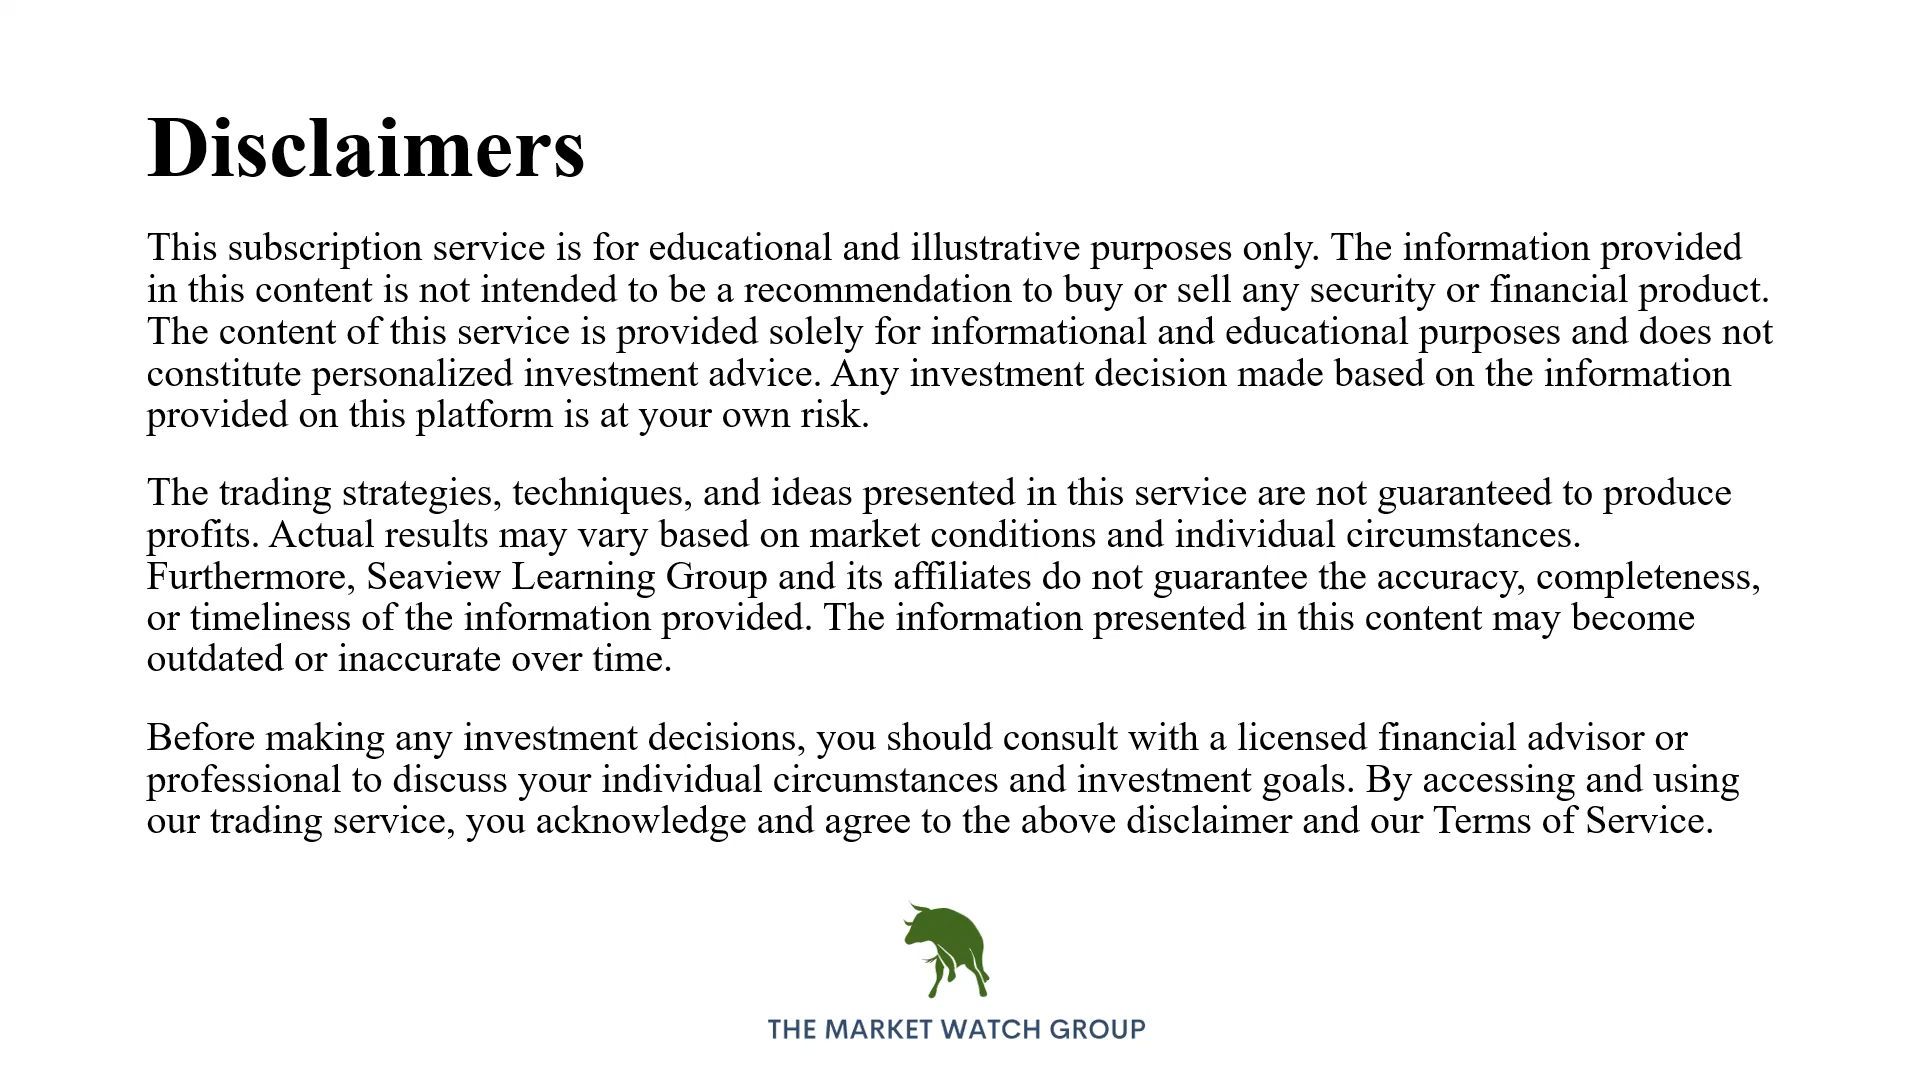 Disclaimers
This subscription service is for educational and illustrative purposes only. The information provided
in this content is not intended to be a recommendation to buy or sell any security or financial product.
The content of this service is provided solely for informational and educational purposes and does not
constitute personalized investment advice. Any investment decision made based on the information
provided on this platform is at your own risk.
The trading strategies, techniques, and ideas presented in this service are not guaranteed to produce
profits. Actual results may vary based on market conditions and individual circumstances.
Furthermore, Seaview Learning Group and its affiliates do not guarantee the accuracy, completeness,
or timeliness of the information provided. The information presented in this content may become
outdated or inaccurate over time.
Before making any investment decisions, you should consult with a licensed financial advisor or
professional to discuss your individual circumstances and investment goals. By accessing and using
our trading service, you acknowledge and agree to the above disclaimer and our Terms of Service.
THE MARKET WATCH GROUP